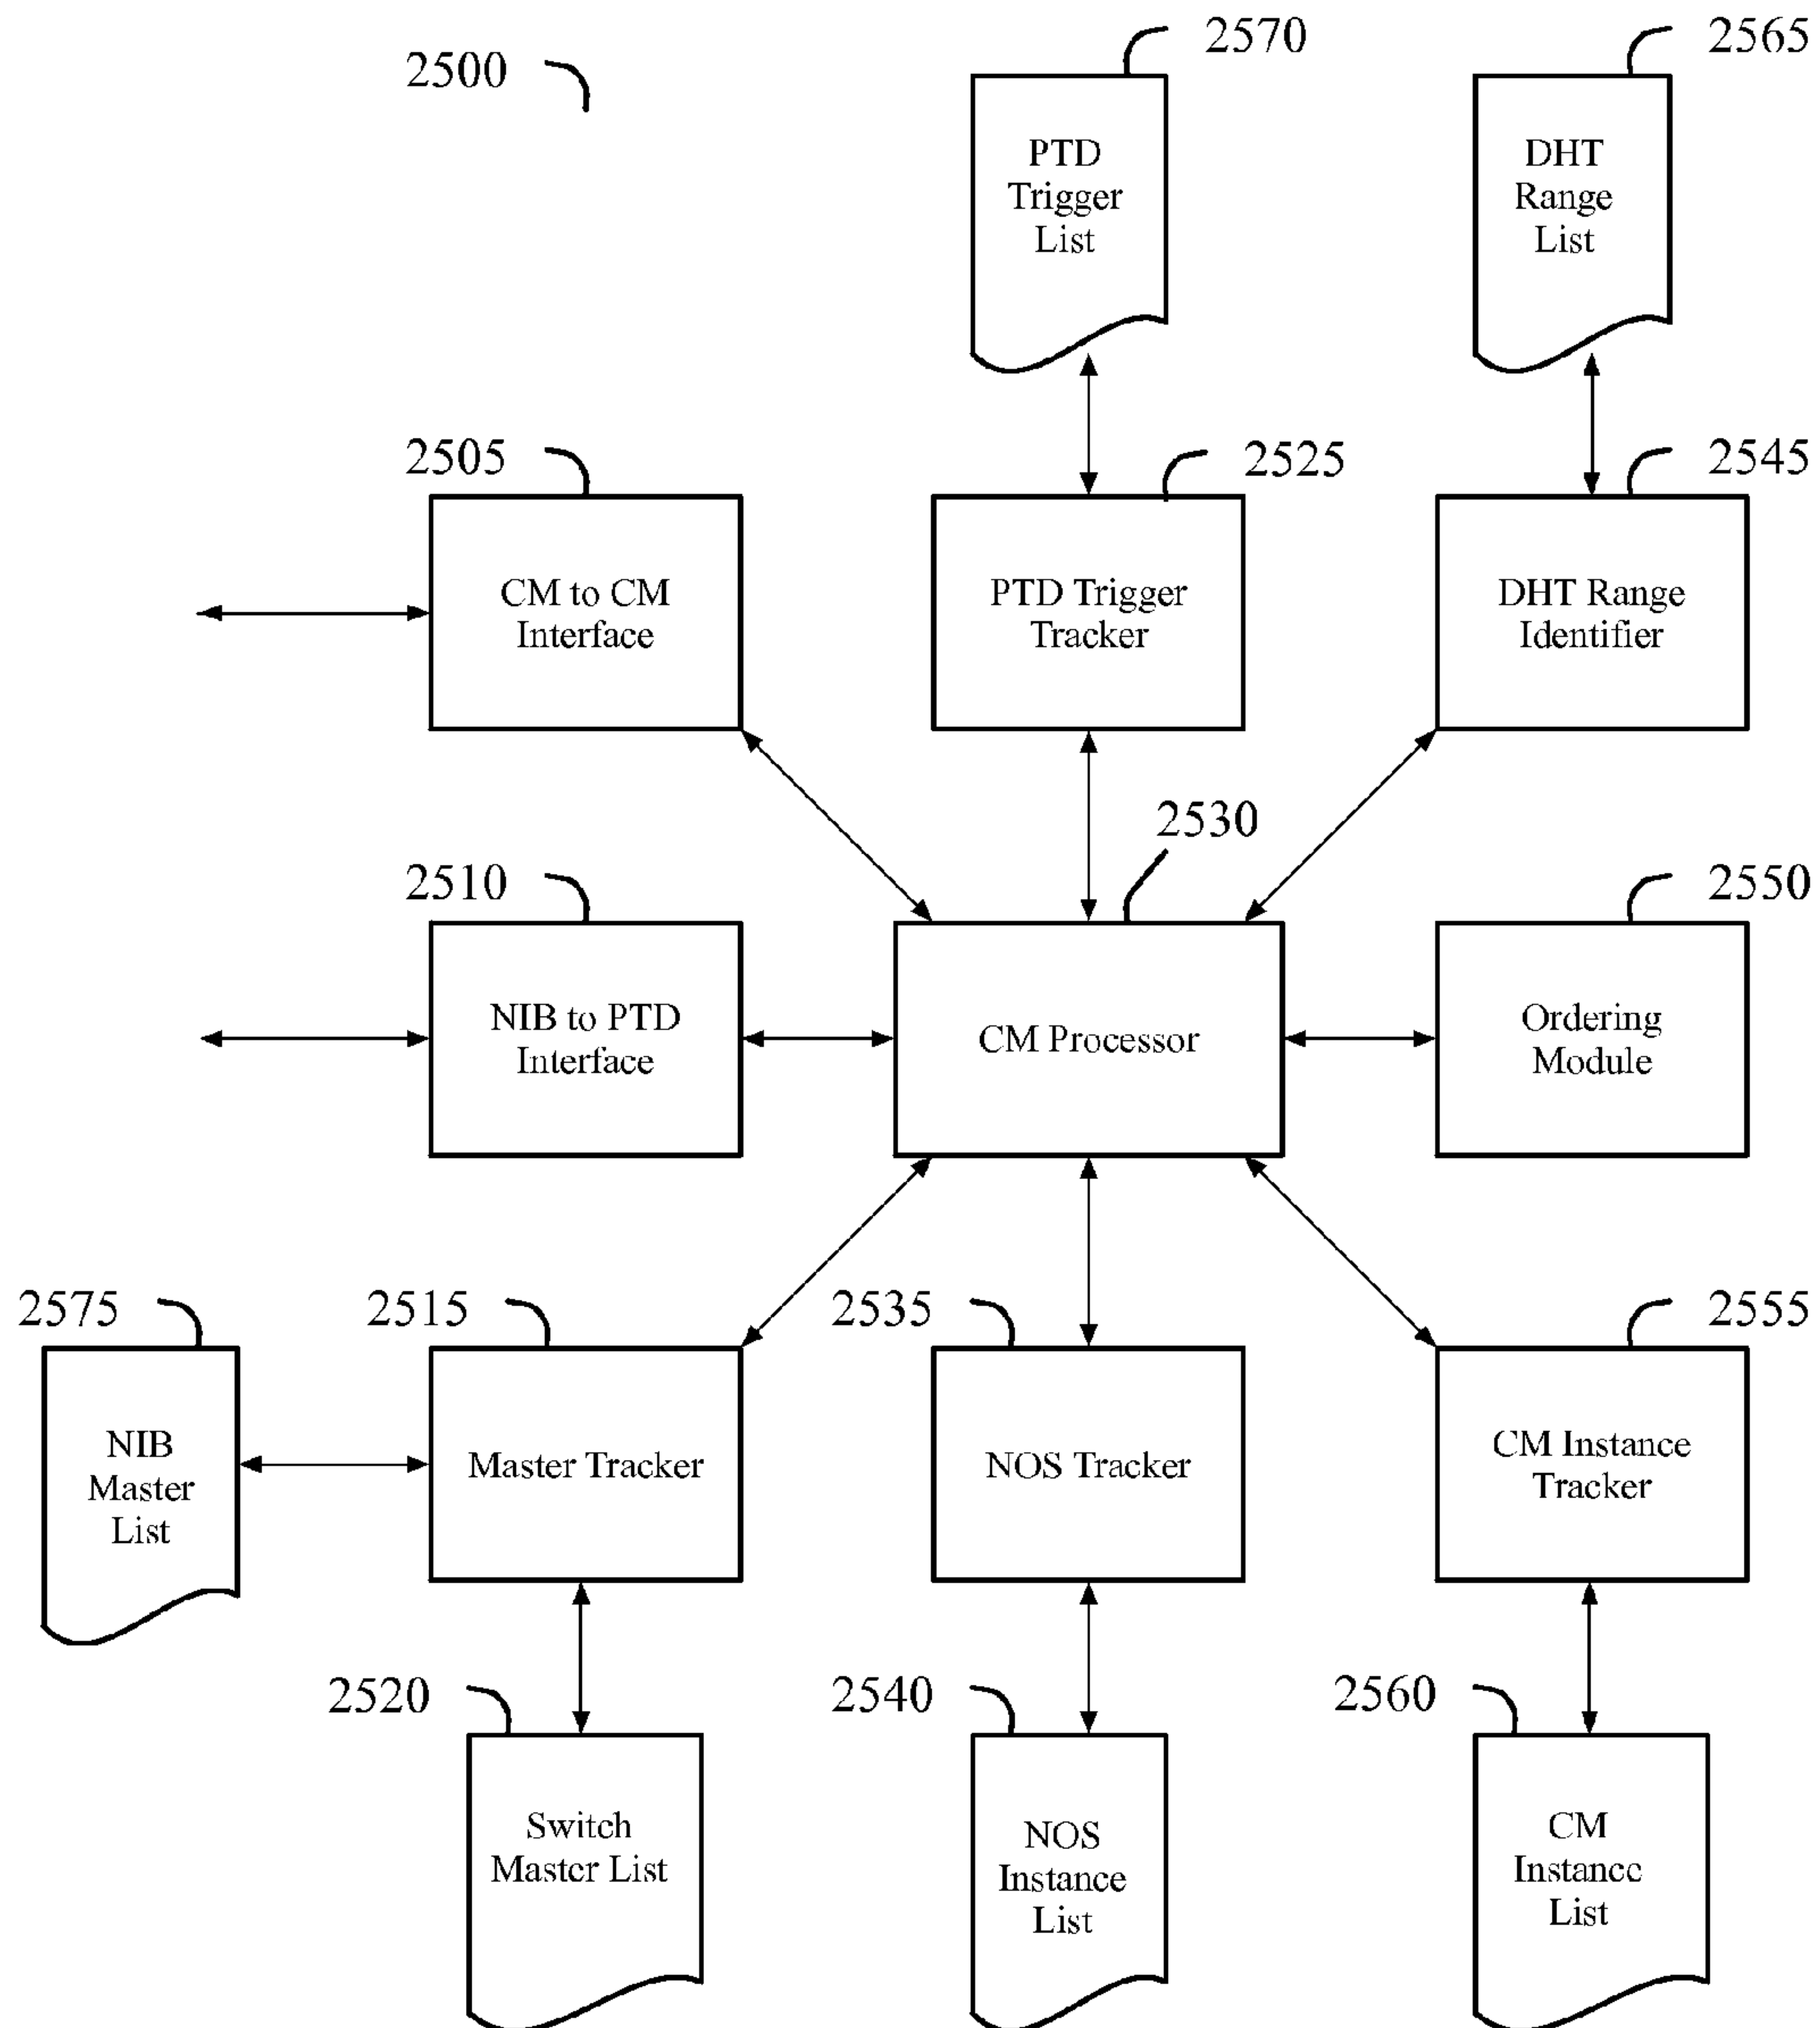 2500
2570
2565
PTD
Trigger
List
DHT
Range
List
2505
2525
2545
CM to CM
Interface
PTD Trigger
Tracker
DHT Range
Identifier
2530
2510
2550
NIB to PTD
Interface
CM Processor
Ordering
Module
2575
2515
2535
2555
NIB
Master
List
Master Tracker
NOS Tracker
CM Instance
Tracker
2520
2540
2560
Switch
Master List
NOS
Instance
List
CM
Instance
List